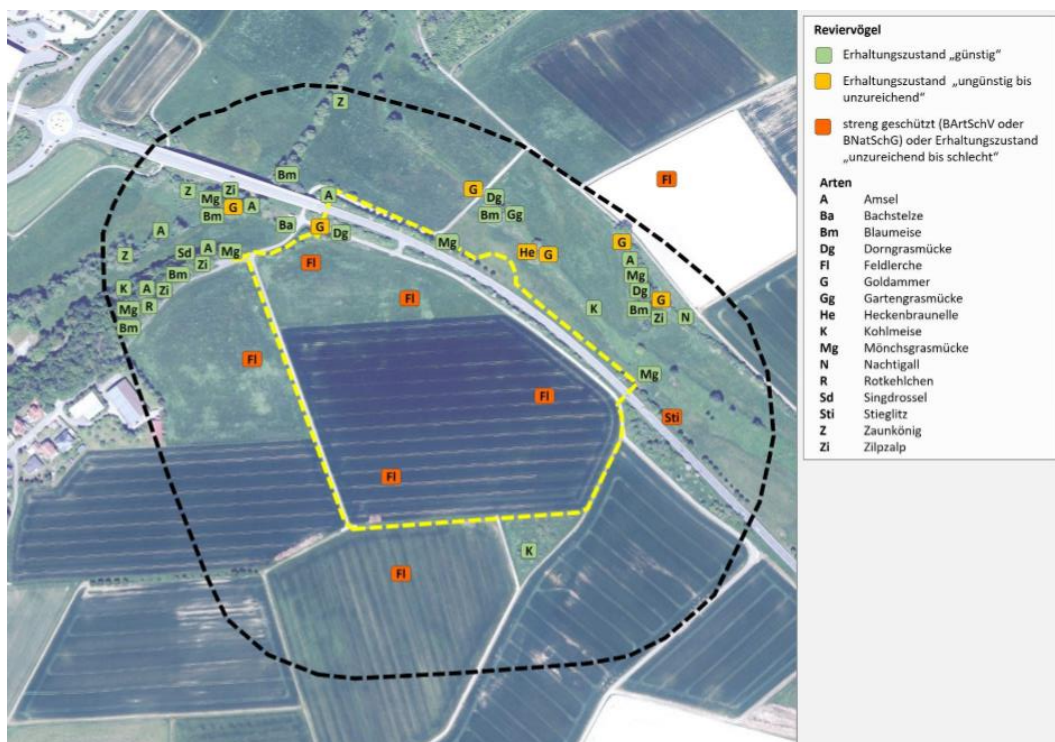 Reviervögel
Erhaltungszustand „günstig"
Erhaltungszustand „ungünstig bis
unzureichend"
streng geschützt (BArtSchV oder
BNatSchG) oder Erhaltungszustand
„unzureichend bis schlecht"
Arten
A Amsel
Ba Bachstelze
Bm Blaumeise
Dg Dorngrasmücke
Fl Feldlerche
G Goldammer
Gg Gartengrasmücke
He Heckenbraunelle
K Kohlmeise
Mg Mönchsgrasmücke
N Nachtigall
R Rotkehlchen
Sd Singdrossel
Sti Stieglitz
Z Zaunkönig
Zi Zilpzalp
Z
Bm
Fl
Z Zi A G
Mg Dg
G A
Bm Bm Gg
Ba G
A Dg
Mg G
Sd A Mg He G
Z A
Zi Fl
Bm Mg
K A Zi Dg
Fl G
R K
Mg Bm Zi N
Bm
Fl
Mg
Fl
Sti
Fl
K
Fl